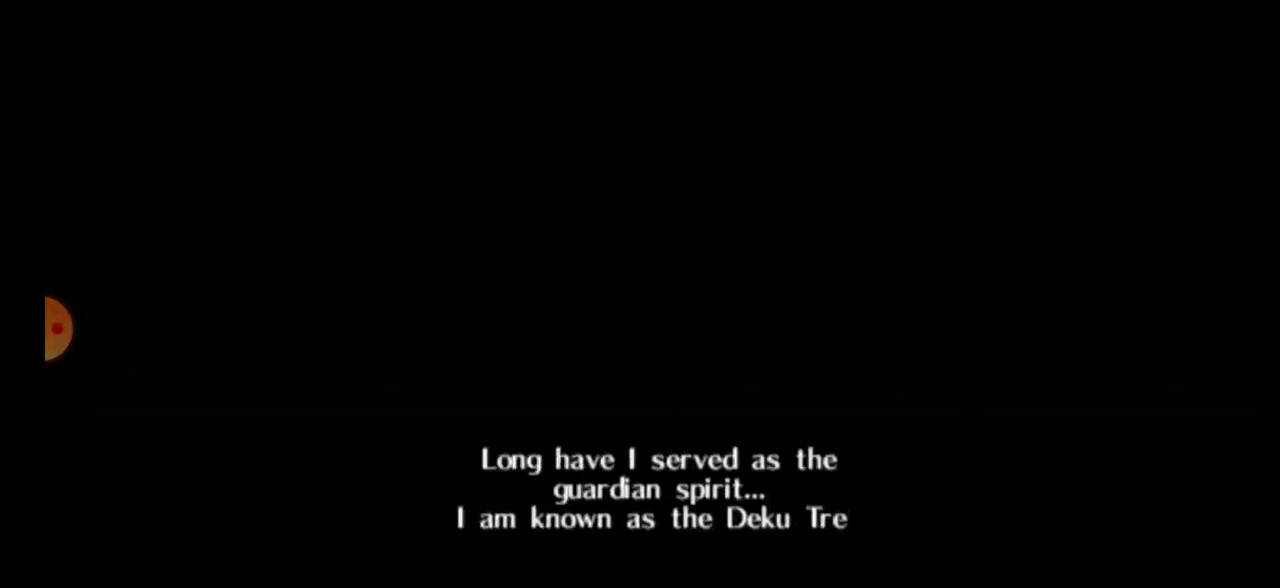 Long have I served as the
guardian spirit...
I am known as the Deku Tre